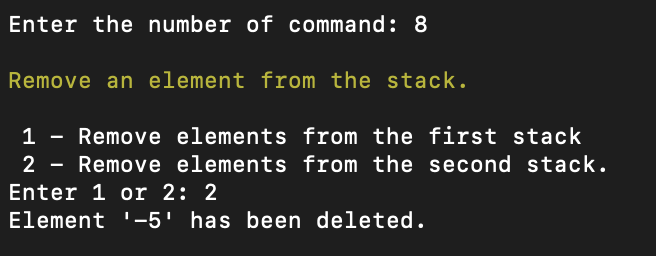 Enter the number of command: 8
Remove an element from the stack.
1 – Remove elements from the first stack
2 – Remove elements from the second stack.
Enter 1 or 2: 2
Element '-5' has been deleted.